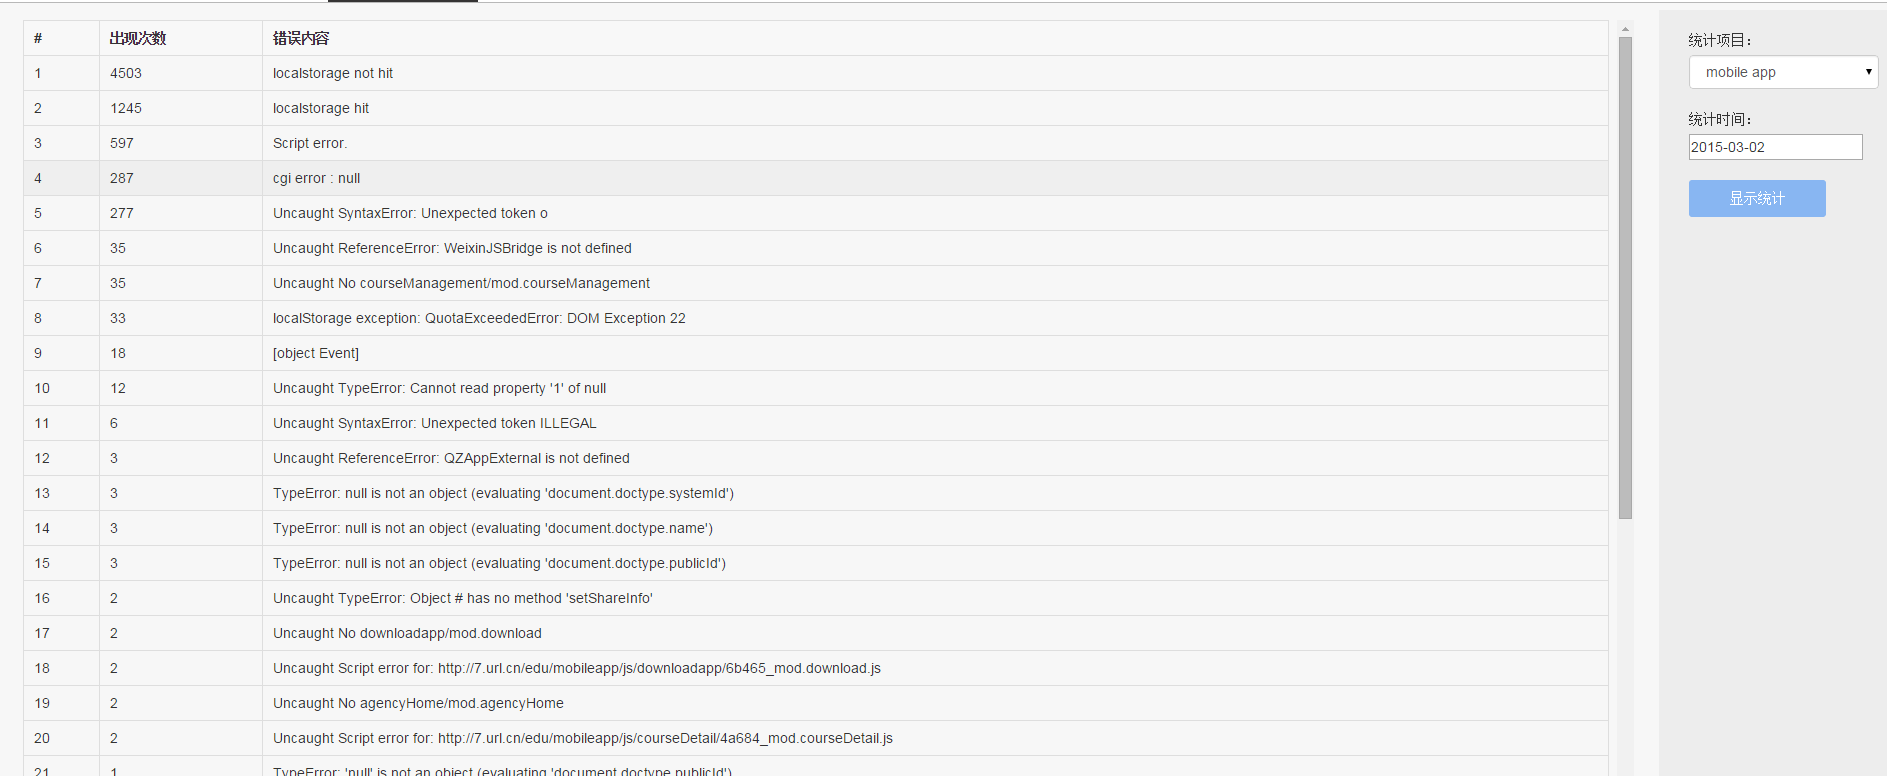 # 出现次数 错误内容
1 4503 localstorage not hit
2 1245 localstorage hit
3 597 Script error.
4 287 cgi error : null
5 277 Uncaught SyntaxError: Unexpected token o
6 35 Uncaught ReferenceError: WeixinJSBridge is not defined
7 35 Uncaught No courseManagement/mod.courseManagement
8 33 localStorage exception: QuotaExceededError: DOM Exception 22
9 18 [object Event]
10 12 Uncaught TypeError: Cannot read property '1' of null
11 6 Uncaught SyntaxError: Unexpected token ILLEGAL
12 3 Uncaught ReferenceError: QZAppExternal is not defined
13 3 TypeError: null is not an object (evaluating 'document.doctype.systemId')
14 3 TypeError: null is not an object (evaluating 'document.doctype.name')
15 3 TypeError: null is not an object (evaluating 'document.doctype.publicId')
16 2 Uncaught TypeError: Object # has no method 'setShareInfo'
17 2 Uncaught No downloadapp/mod.download
18 2 Uncaught Script error for: http://7.url.cn/edu/mobileapp/js/downloadapp/6b465_mod.download.js
19 2 Uncaught No agencyHome/mod.agencyHome
20 2 Uncaught Script error for: http://7.url.cn/edu/mobileapp/js/courseDetail/4a684_mod.courseDetail.js
21 1 TypeError: 'null' is not an object (evaluating 'document.doctype.publicId')
统计项目：
mobile app
统计时间：
2015-03-02
显示统计